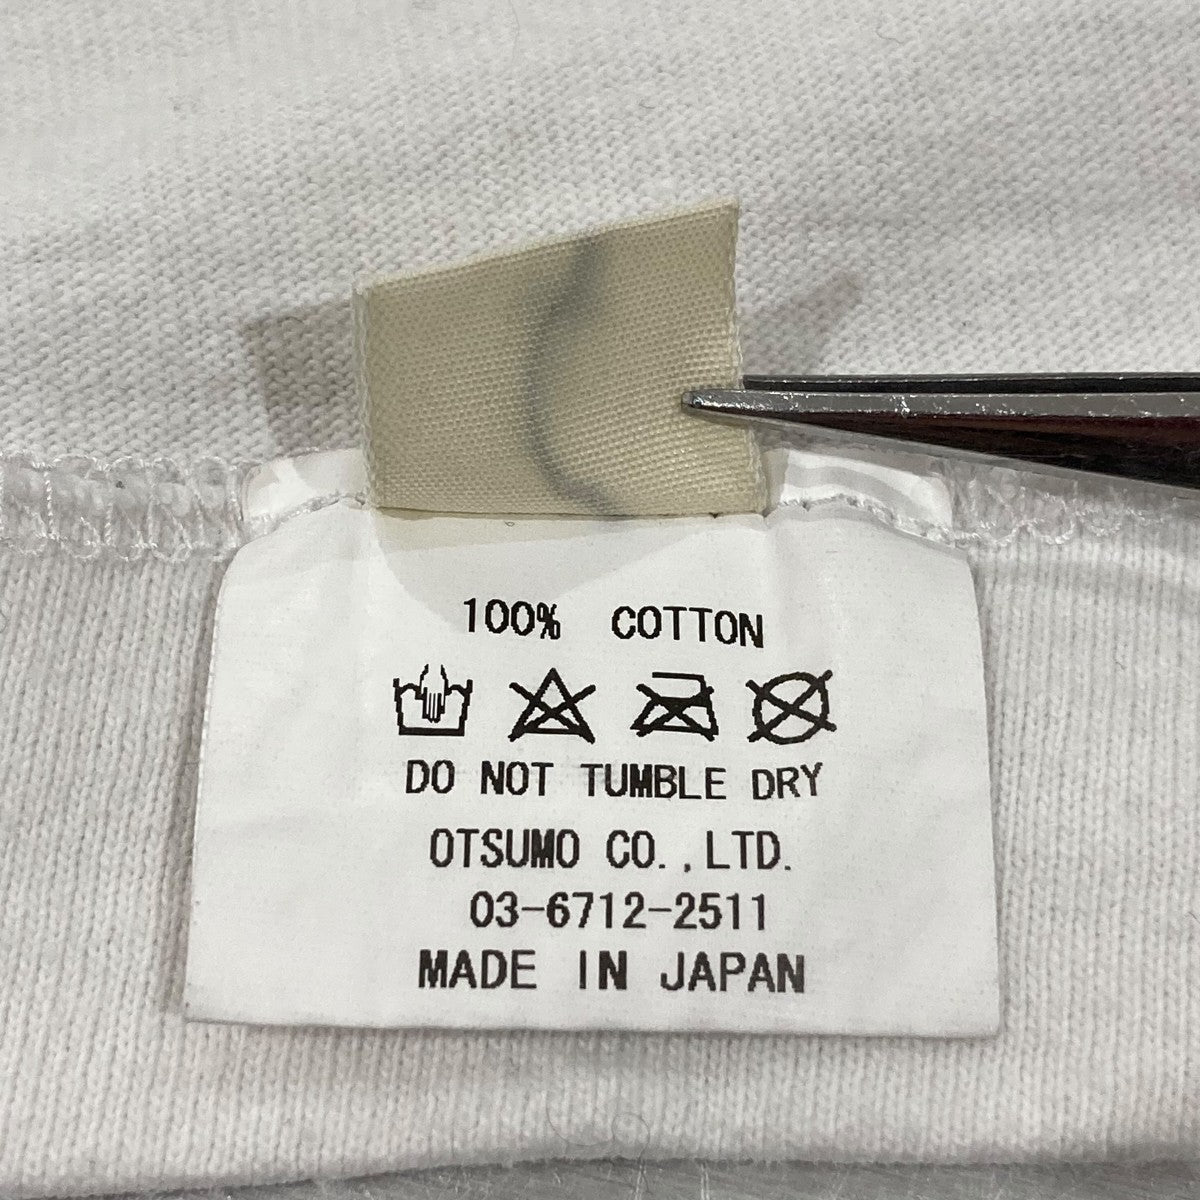 100% COTTON
DO NOT TUMBLE DRY
OTSUMO CO.,LTD.
03-6712-2511
MADE IN JAPAN